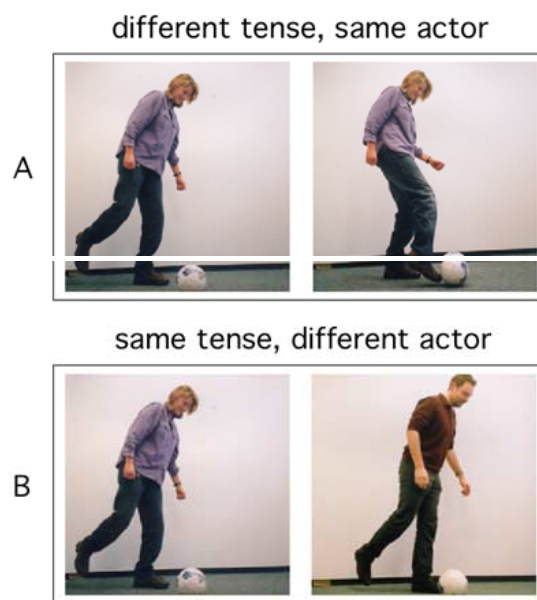 different tense, same actor
A
same tense, different actor
B